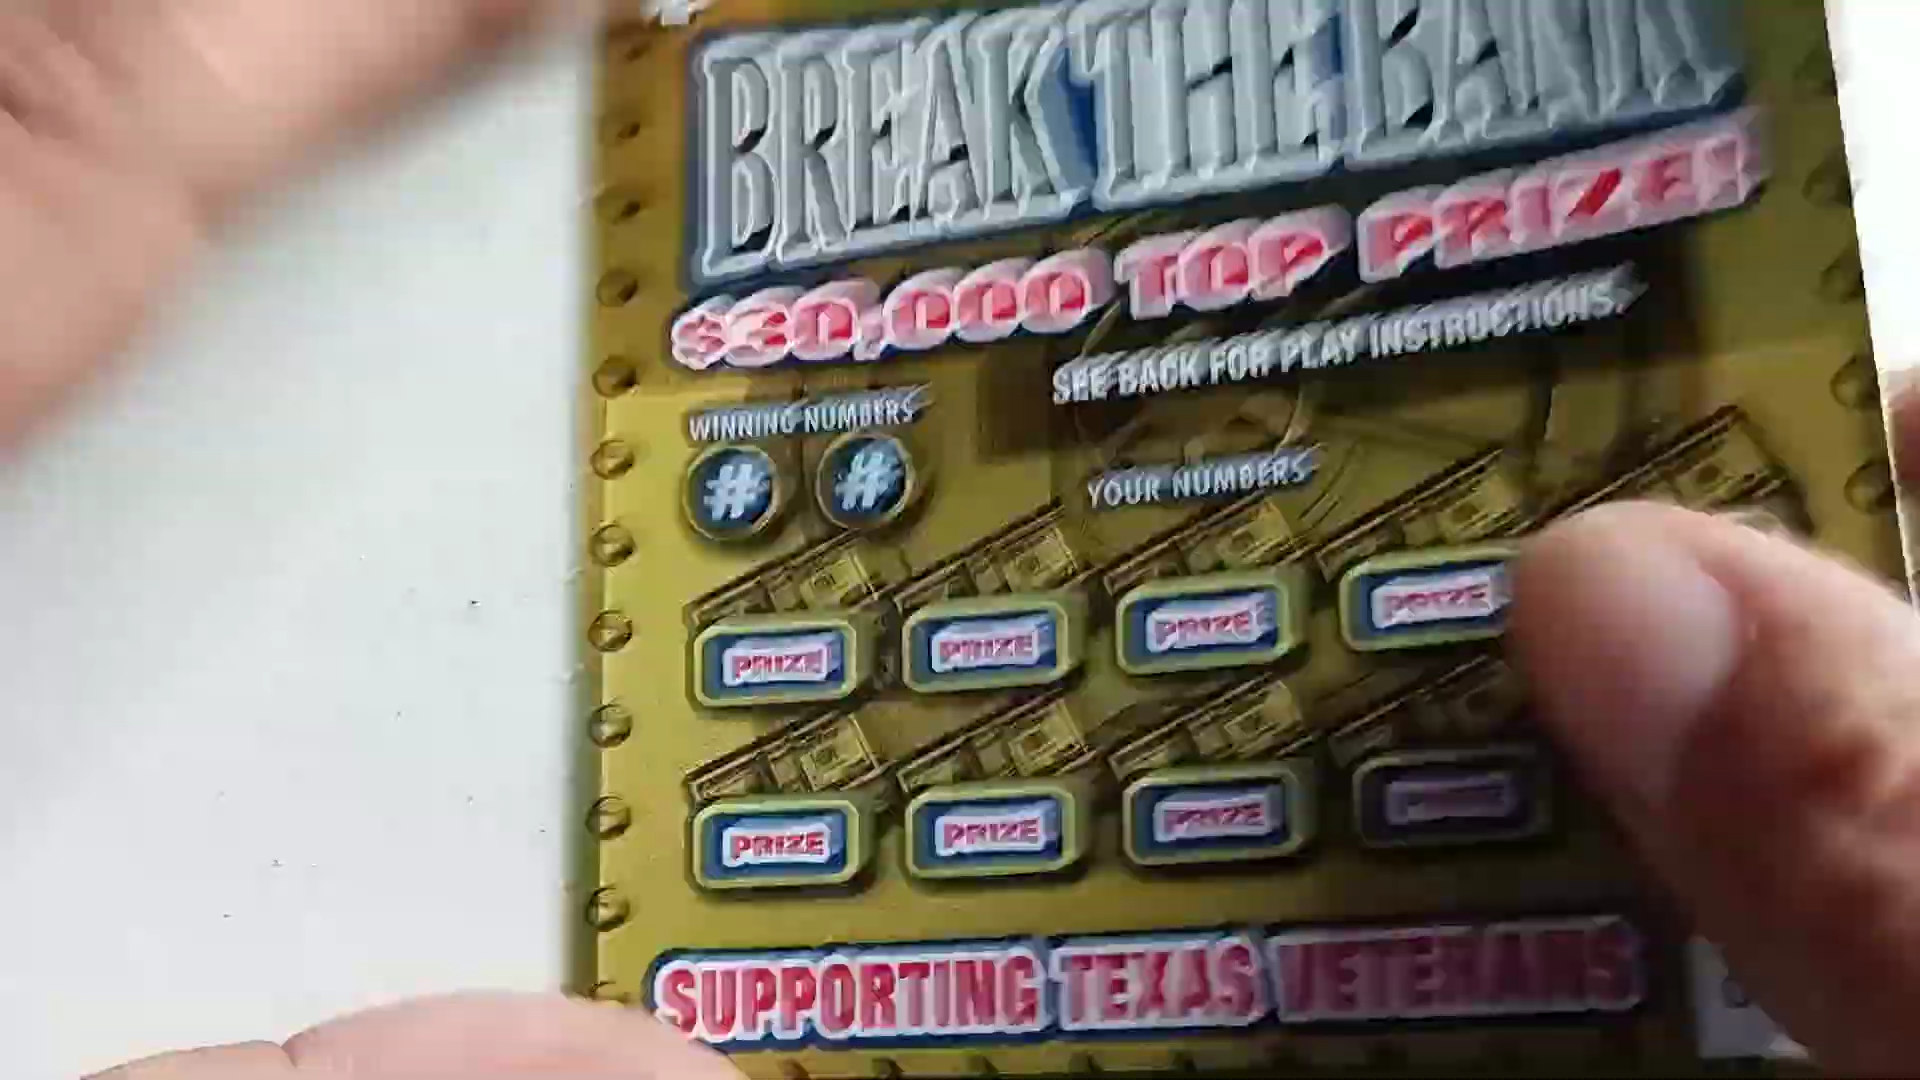 BREAK THE BANK
$30,000 TOP PRIZE!
SEE BACK FOR PLAY INSTRUCTIONS.
WINNING NUMBERS
# #
YOUR NUMBERS
PRIZE PRIZE PRIZE PRIZE
PRIZE PRIZE PRIZE PRIZE
SUPPORTING TEXAS VETERANS